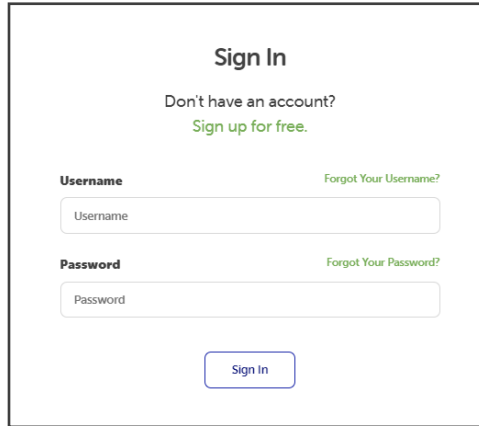 Sign In
Don't have an account?
Sign up for free.
Username Forgot Your Username?
Username
Password Forgot Your Password?
Password
Sign In